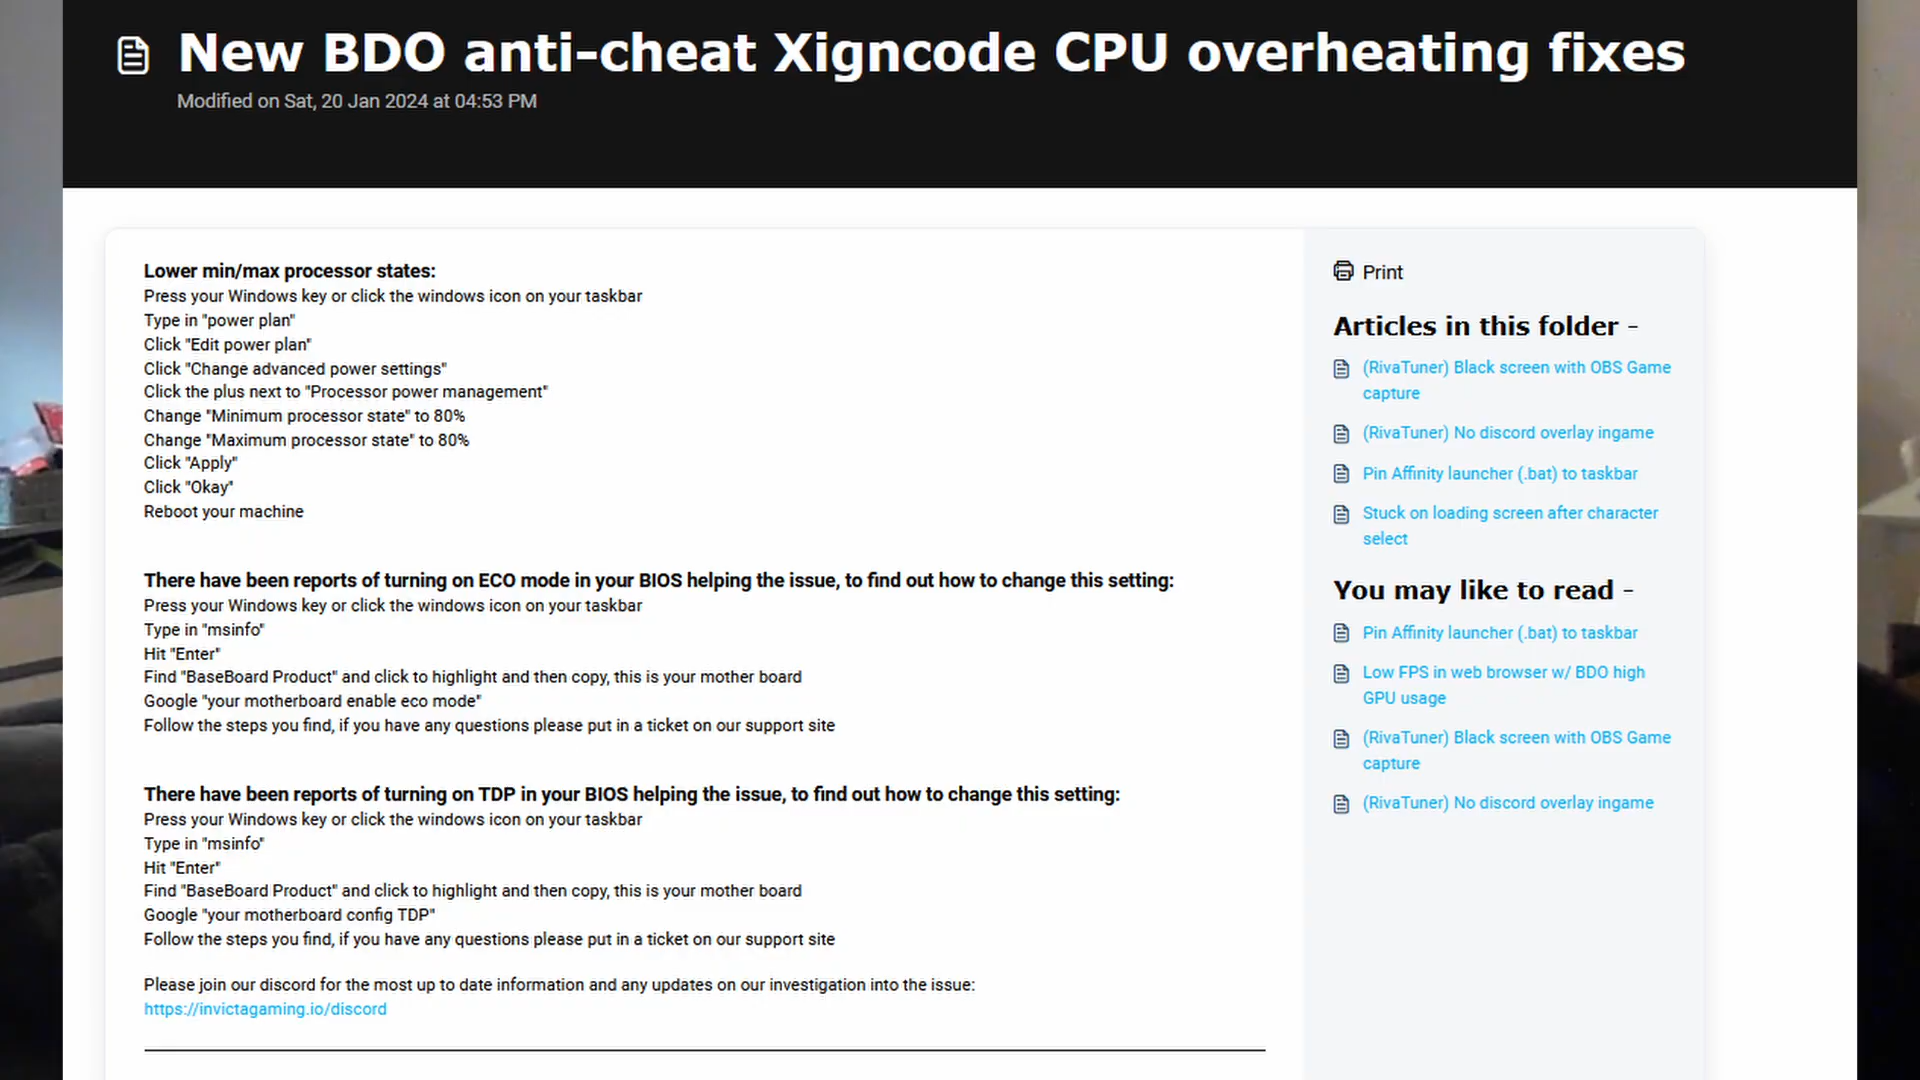 New BDO anti-cheat Xigncode CPU overheating fixes
Modified on Sat, 20 Jan 2024 at 04:53 PM
Lower min/max processor states:
Press your Windows key or click the windows icon on your taskbar
Type in "power plan"
Click "Edit power plan"
Click "Change advanced power settings"
Click the plus next to "Processor power management"
Change "Minimum processor state" to 80%
Change "Maximum processor state" to 80%
Click "Apply"
Click "Okay"
Reboot your machine
There have been reports of turning on ECO mode in your BIOS helping the issue, to find out how to change this setting:
Press your Windows key or click the windows icon on your taskbar
Type in "msinfo"
Hit "Enter"
Find "BaseBoard Product" and click to highlight and then copy, this is your mother board
Google "your motherboard enable eco mode"
Follow the steps you find, if you have any questions please put in a ticket on our support site
There have been reports of turning on TDP in your BIOS helping the issue, to find out how to change this setting:
Press your Windows key or click the windows icon on your taskbar
Type in "msinfo"
Hit "Enter"
Find "BaseBoard Product" and click to highlight and then copy, this is your mother board
Google "your motherboard config TDP"
Follow the steps you find, if you have any questions please put in a ticket on our support site
Please join our discord for the most up to date information and any updates on our investigation into the issue:
https://invictagaming.io/discord
Print
Articles in this folder -
(RivaTuner) Black screen with OBS Game
capture
(RivaTuner) No discord overlay ingame
Pin Affinity launcher (.bat) to taskbar
Stuck on loading screen after character
select
You may like to read -
Pin Affinity launcher (.bat) to taskbar
Low FPS in web browser w/ BDO high
GPU usage
(RivaTuner) Black screen with OBS Game
capture
(RivaTuner) No discord overlay ingame